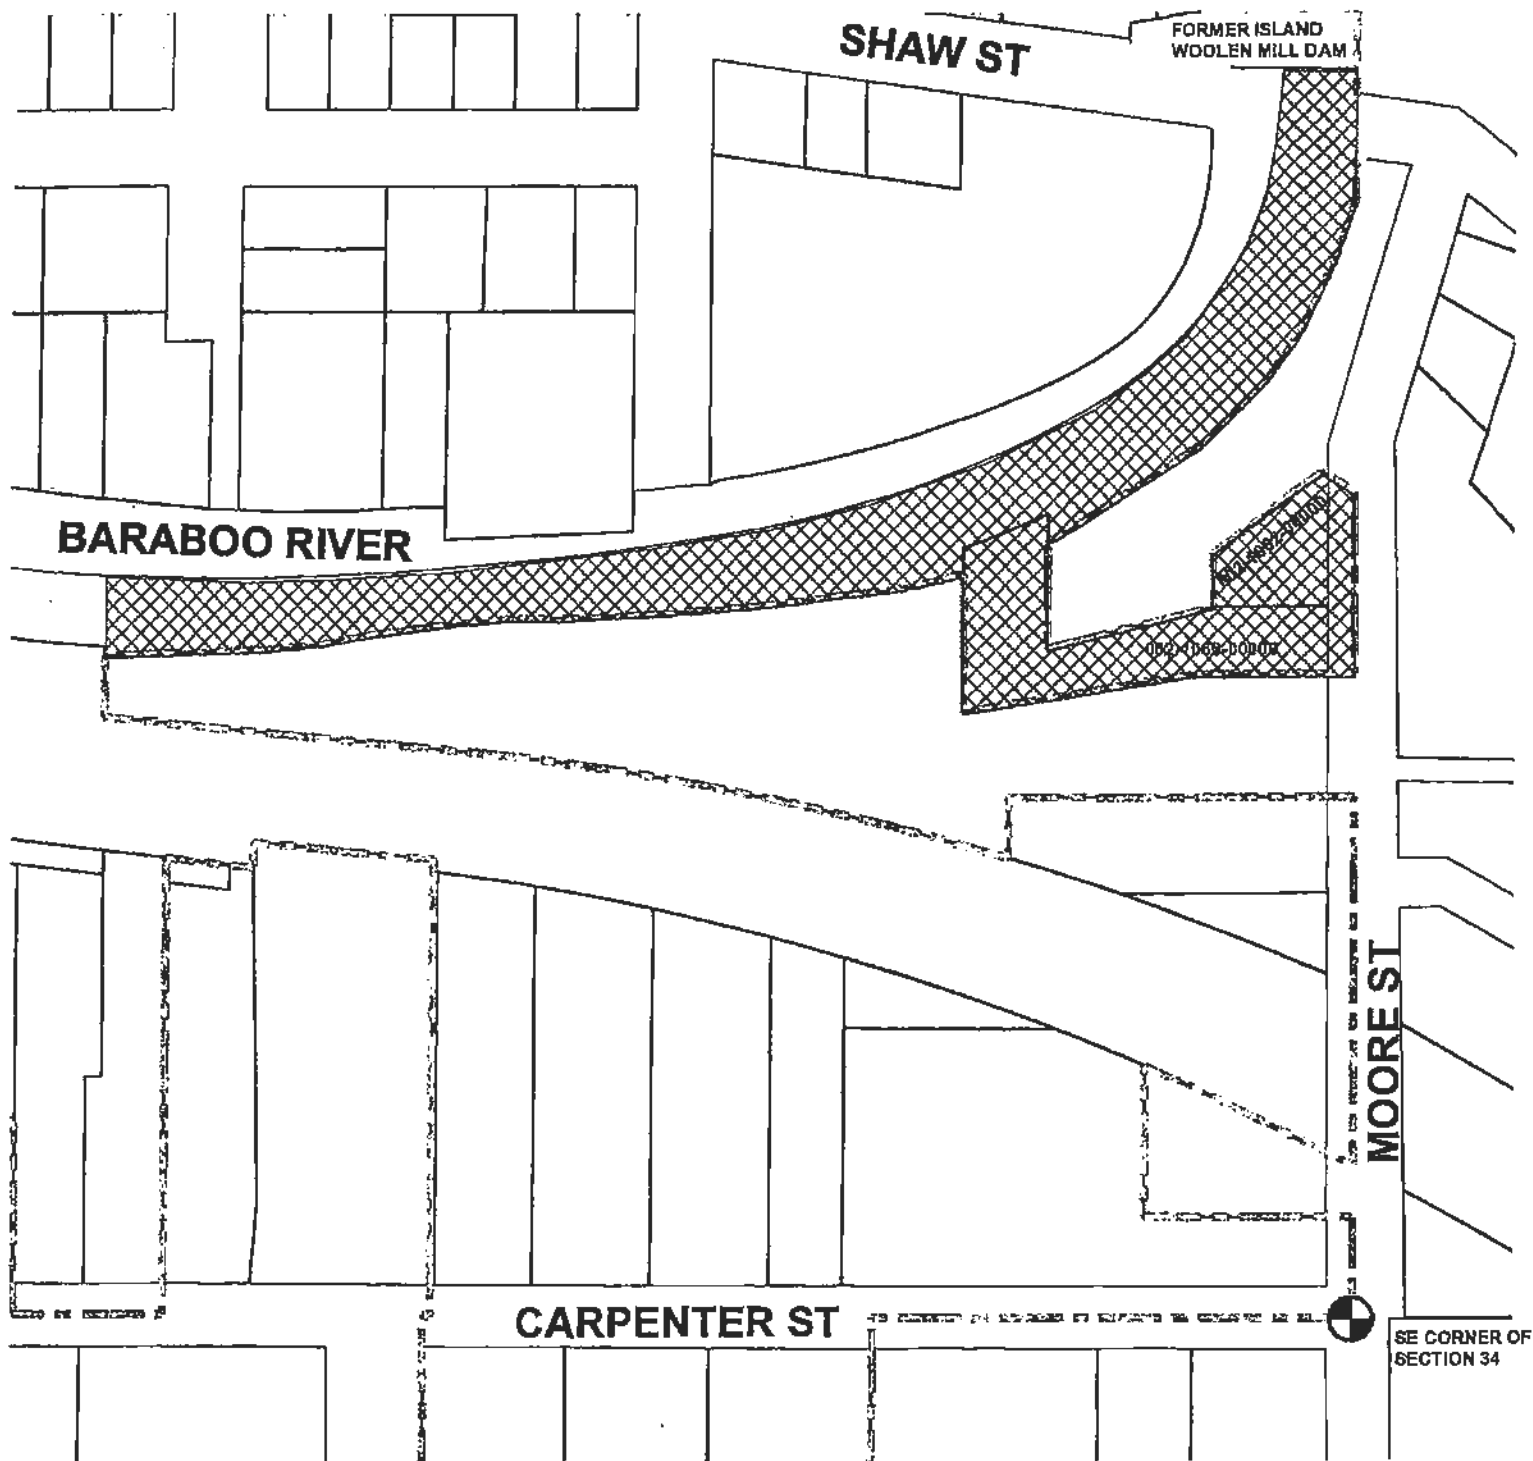 SHAW ST
FORMER ISLAND
WOOLEN MILL DAM
BARABOO RIVER
MOORE ST
CARPENTER ST
SE CORNER OF
SECTION 34